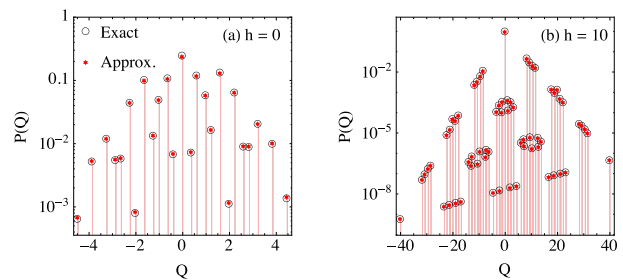 1
0.1
10⁻²
10⁻³
P(Q)
Exact
Approx.
(a) h = 0
−4 −2 0 2 4
Q
10⁻²
10⁻⁵
10⁻⁸
P(Q)
(b) h = 10
−40 −20 0 20 40
Q